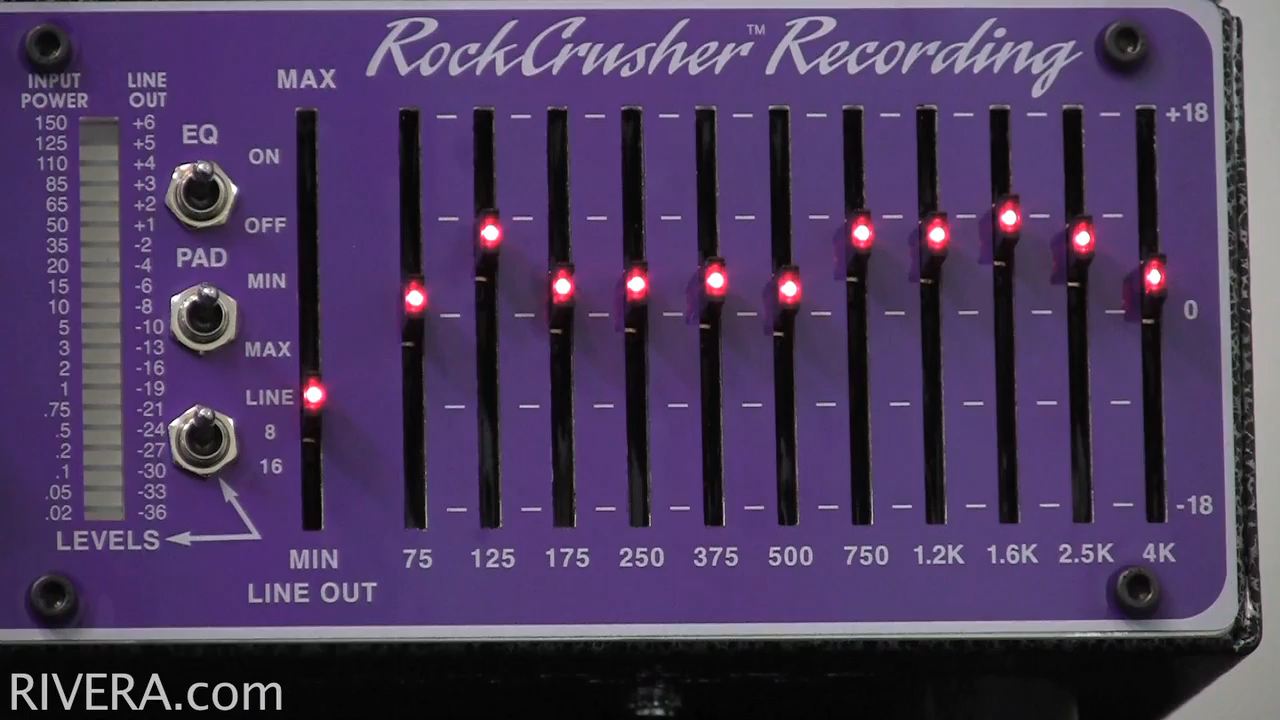 RockCrusher™ Recording
INPUT POWER
LINE OUT
MAX
150 +6
125 +5
110 +4
85 +3
65 +2
50 +1
35 -2
20 -4
15 -6
10 -8
5 -10
3 -13
2 -16
1 -19
.75 -21
.5 -24
.2 -27
.1 -30
.05 -33
.02 -36
LEVELS
EQ
ON
OFF
PAD
MIN
MAX
LINE
8
16
MIN
LINE OUT
+18
0
-18
75 125 175 250 375 500 750 1.2K 1.6K 2.5K 4K
RIVERA.com